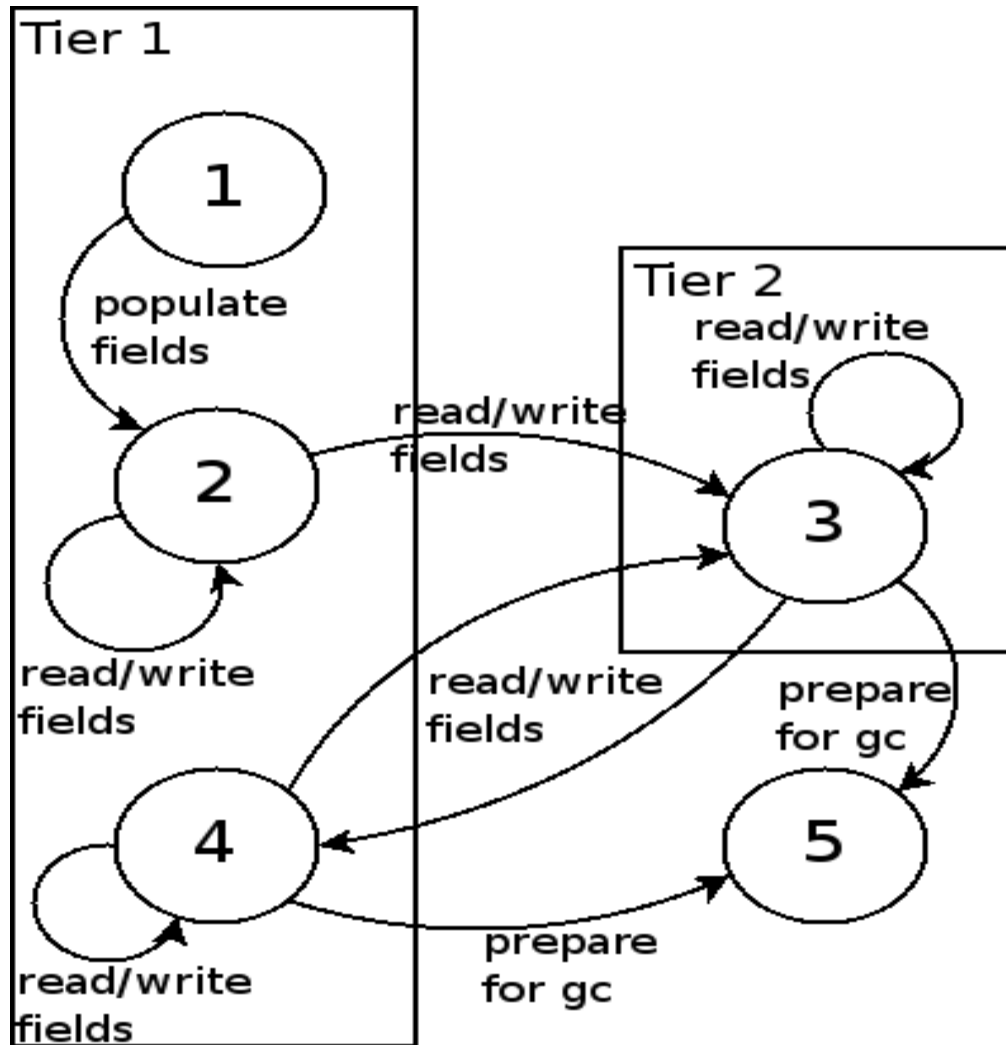 Tier 1
1
populate
fields
Tier 2
read/write
fields
read/write
fields
2
3
read/write
fields
read/write
fields
prepare
for gc
4
5
prepare
for gc
read/write
fields